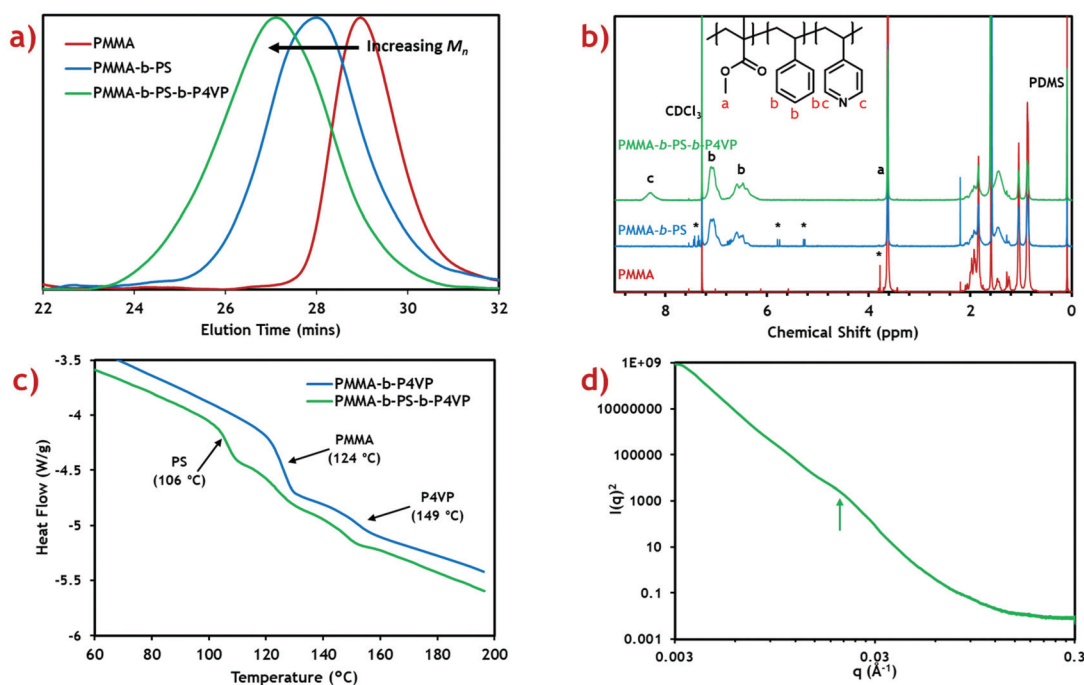 a)
PMMA
PMMA-b-PS
PMMA-b-PS-b-P4VP
Increasing Mn
22 24 26 28 30 32
Elution Time (mins)
b)
a
b
b
b c
N
c
O
O
PDMS
CDCl3
PMMA-b-PS-b-P4VP
c
b
b
a
PMMA-b-PS
* * *
PMMA
*
8 6 4 2 0
Chemical Shift (ppm)
c)
-3.5
-4
-4.5
-5
-5.5
-6
Heat Flow (W/g)
PMMA-b-P4VP
PMMA-b-PS-b-P4VP
PS
(106 °C)
PMMA
(124 °C)
P4VP
(149 °C)
60 80 100 120 140 160 180 200
Temperature (°C)
d)
1E+09
10000000
100000
1000
10
0.1
0.001
I(q)²
0.003 0.03 0.3
q (Å⁻¹)